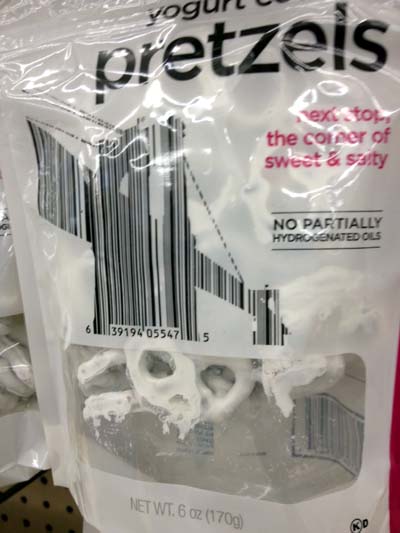 yogurt
pretzels
next stop,
the corner of
sweet & salty
NO PARTIALLY
HYDROGENATED OILS
6 39194 05547 5
NET WT. 6 oz (170g)
K D